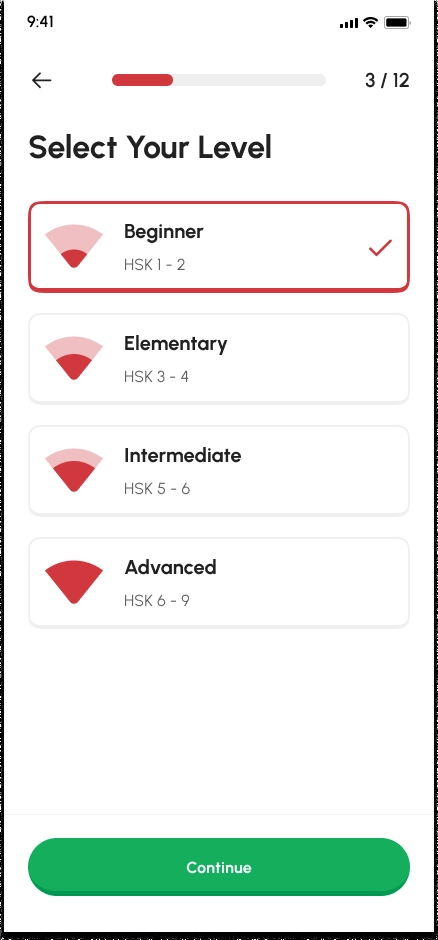 9:41
3 / 12
Select Your Level
Beginner
HSK 1 - 2
Elementary
HSK 3 - 4
Intermediate
HSK 5 - 6
Advanced
HSK 6 - 9
Continue